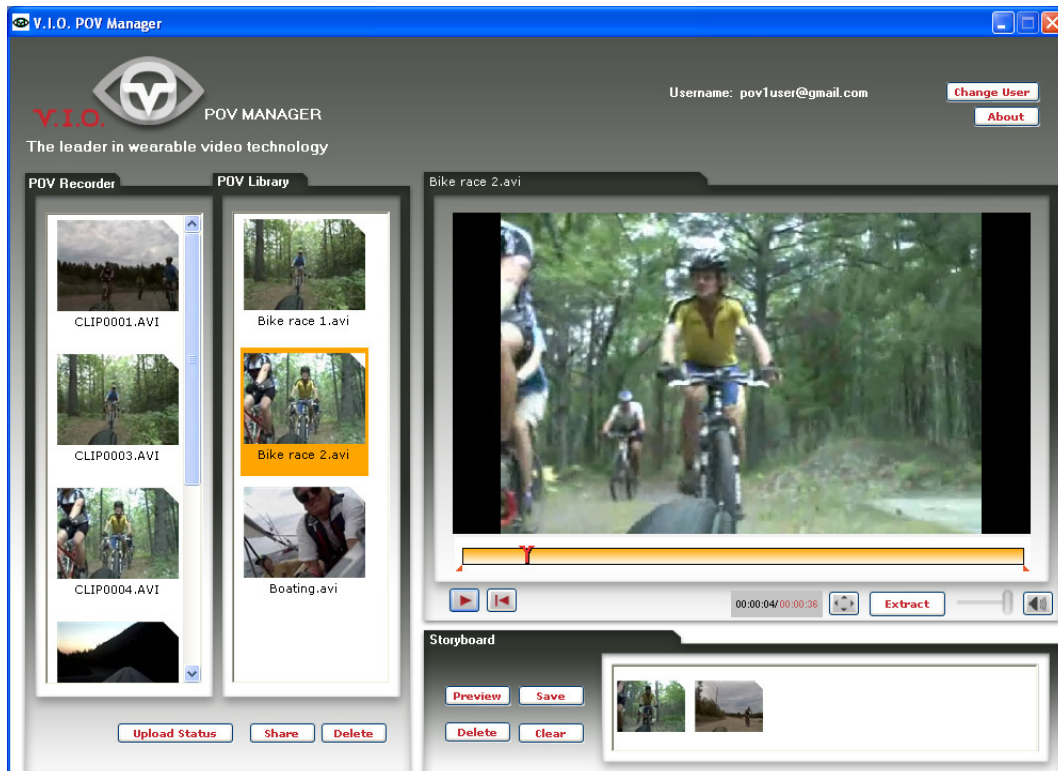 V.I.O. POV Manager
V.I.O.
POV MANAGER
The leader in wearable video technology
Username: pov1user@gmail.com
Change User
About
POV Recorder
CLIP0001.AVI
CLIP0003.AVI
CLIP0004.AVI
POV Library
Bike race 1.avi
Bike race 2.avi
Boating.avi
Upload Status
Share
Delete
Bike race 2.avi
00:00:04/00:00:36
Extract
Storyboard
Preview
Save
Delete
Clear